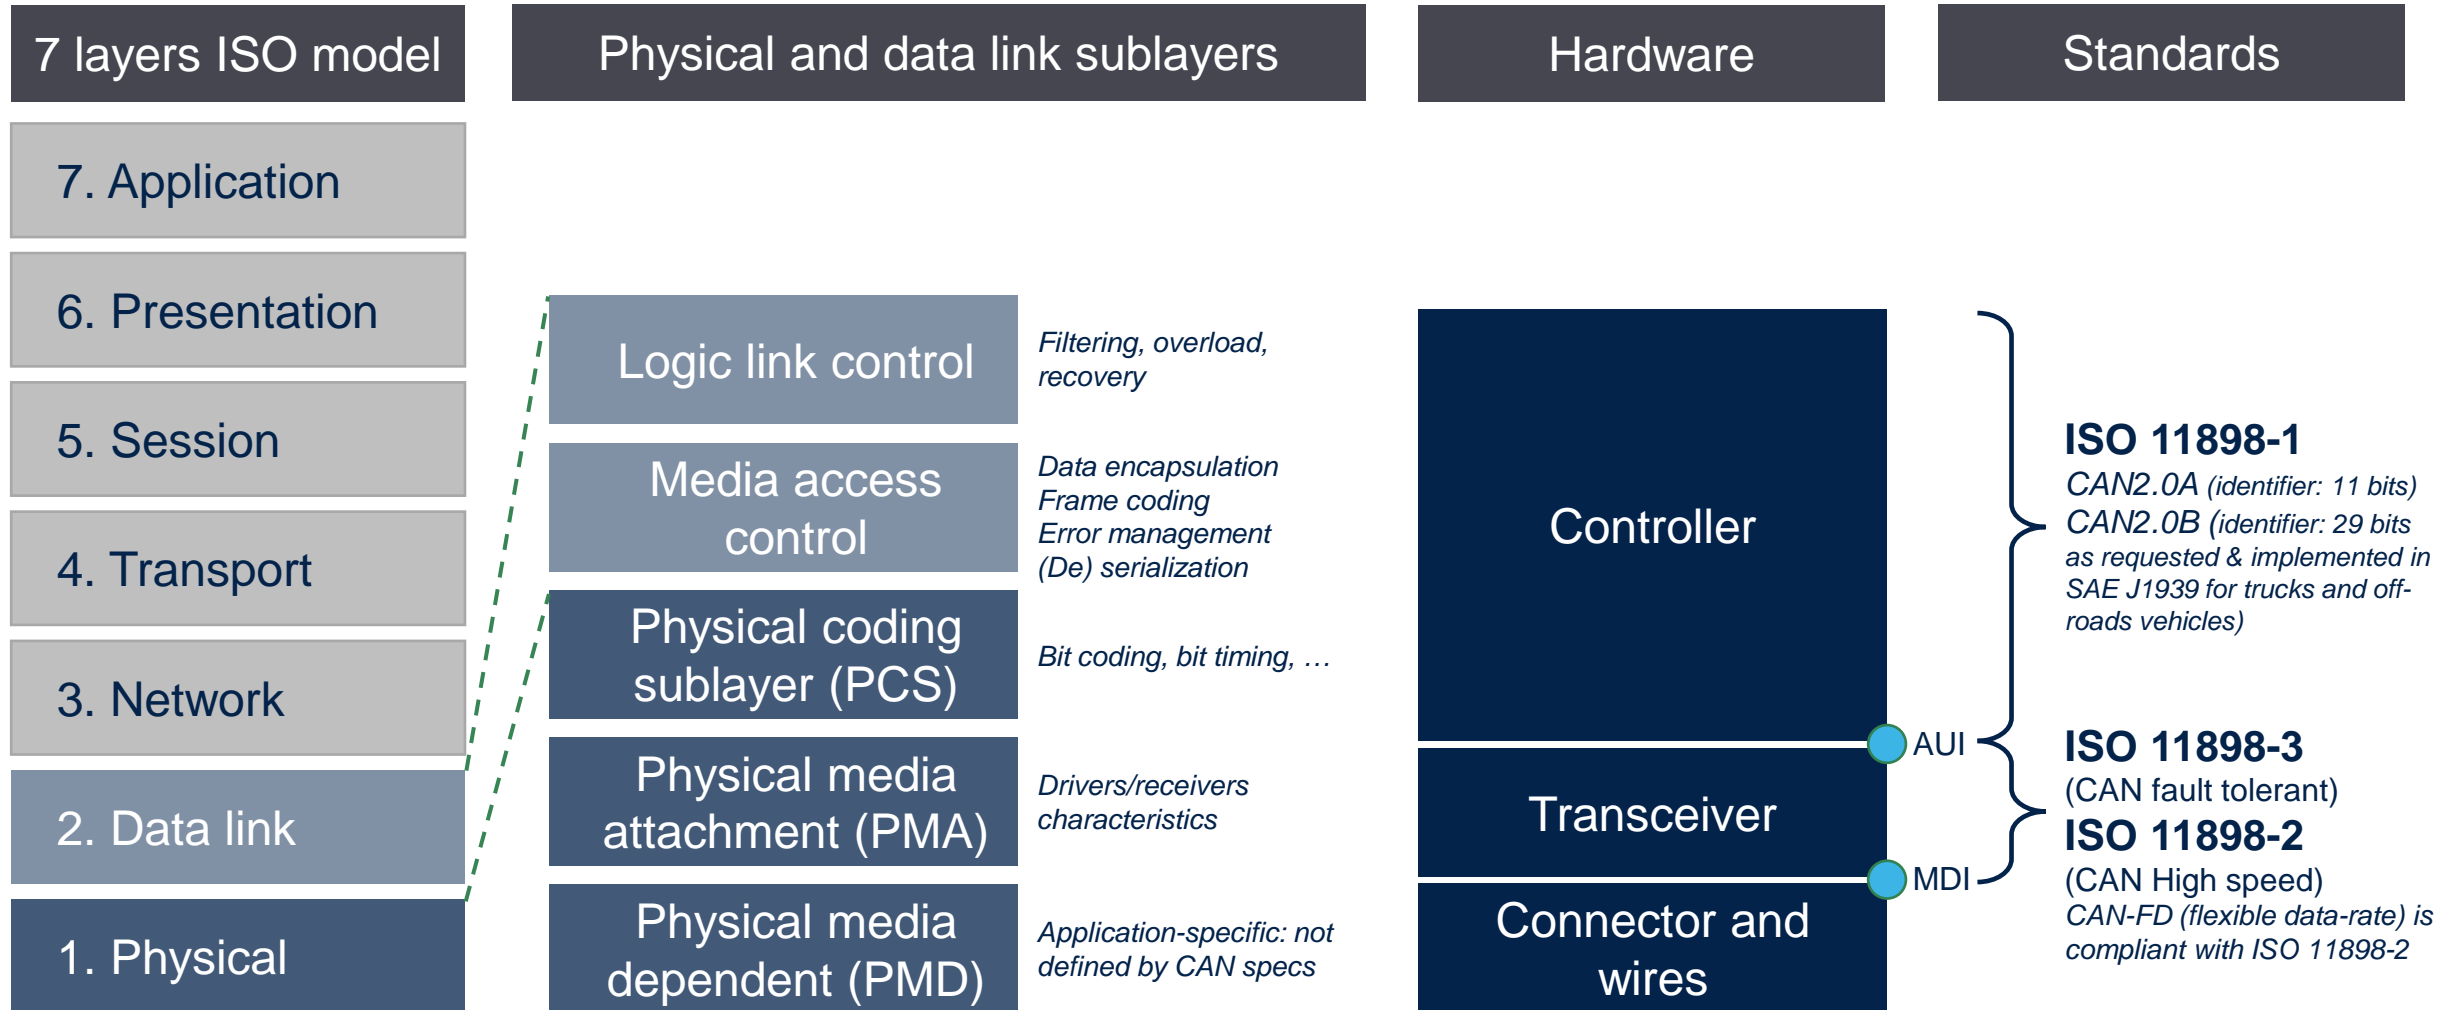 7 layers ISO model
Physical and data link sublayers
Hardware
Standards
7. Application
6. Presentation
5. Session
4. Transport
3. Network
2. Data link
1. Physical
Logic link control
Filtering, overload,
recovery
Media access
control
Data encapsulation
Frame coding
Error management
(De) serialization
Physical coding
sublayer (PCS)
Bit coding, bit timing, …
Physical media
attachment (PMA)
Drivers/receivers
characteristics
Physical media
dependent (PMD)
Application-specific: not
defined by CAN specs
Controller
Transceiver
Connector and
wires
AUI
MDI
ISO 11898-1
CAN2.0A (identifier: 11 bits)
CAN2.0B (identifier: 29 bits
as requested & implemented in
SAE J1939 for trucks and off-
roads vehicles)
ISO 11898-3
(CAN fault tolerant)
ISO 11898-2
(CAN High speed)
CAN-FD (flexible data-rate) is
compliant with ISO 11898-2